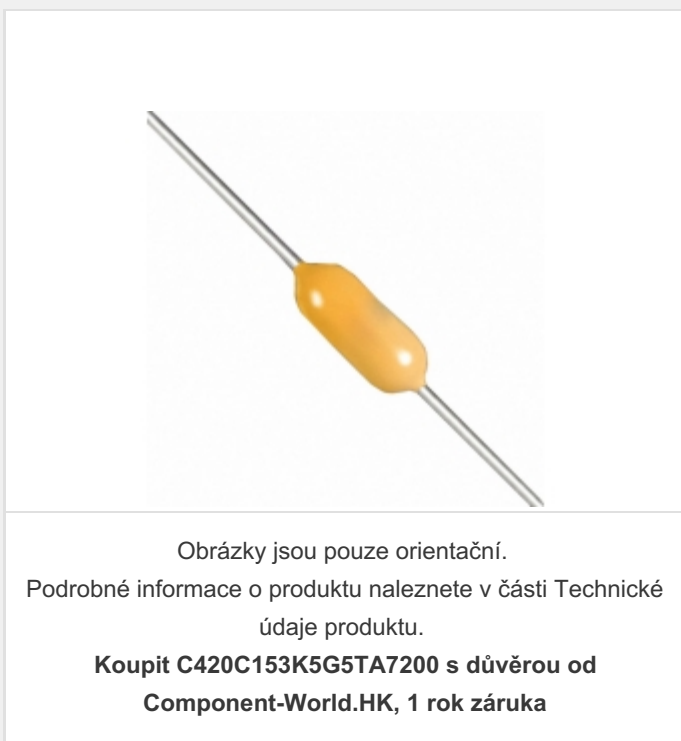 Obrázky jsou pouze orientační.
Podrobné informace o produktu naleznete v části Technické
údaje produktu.
Koupit C420C153K5G5TA7200 s důvěrou od
Component-World.HK, 1 rok záruka